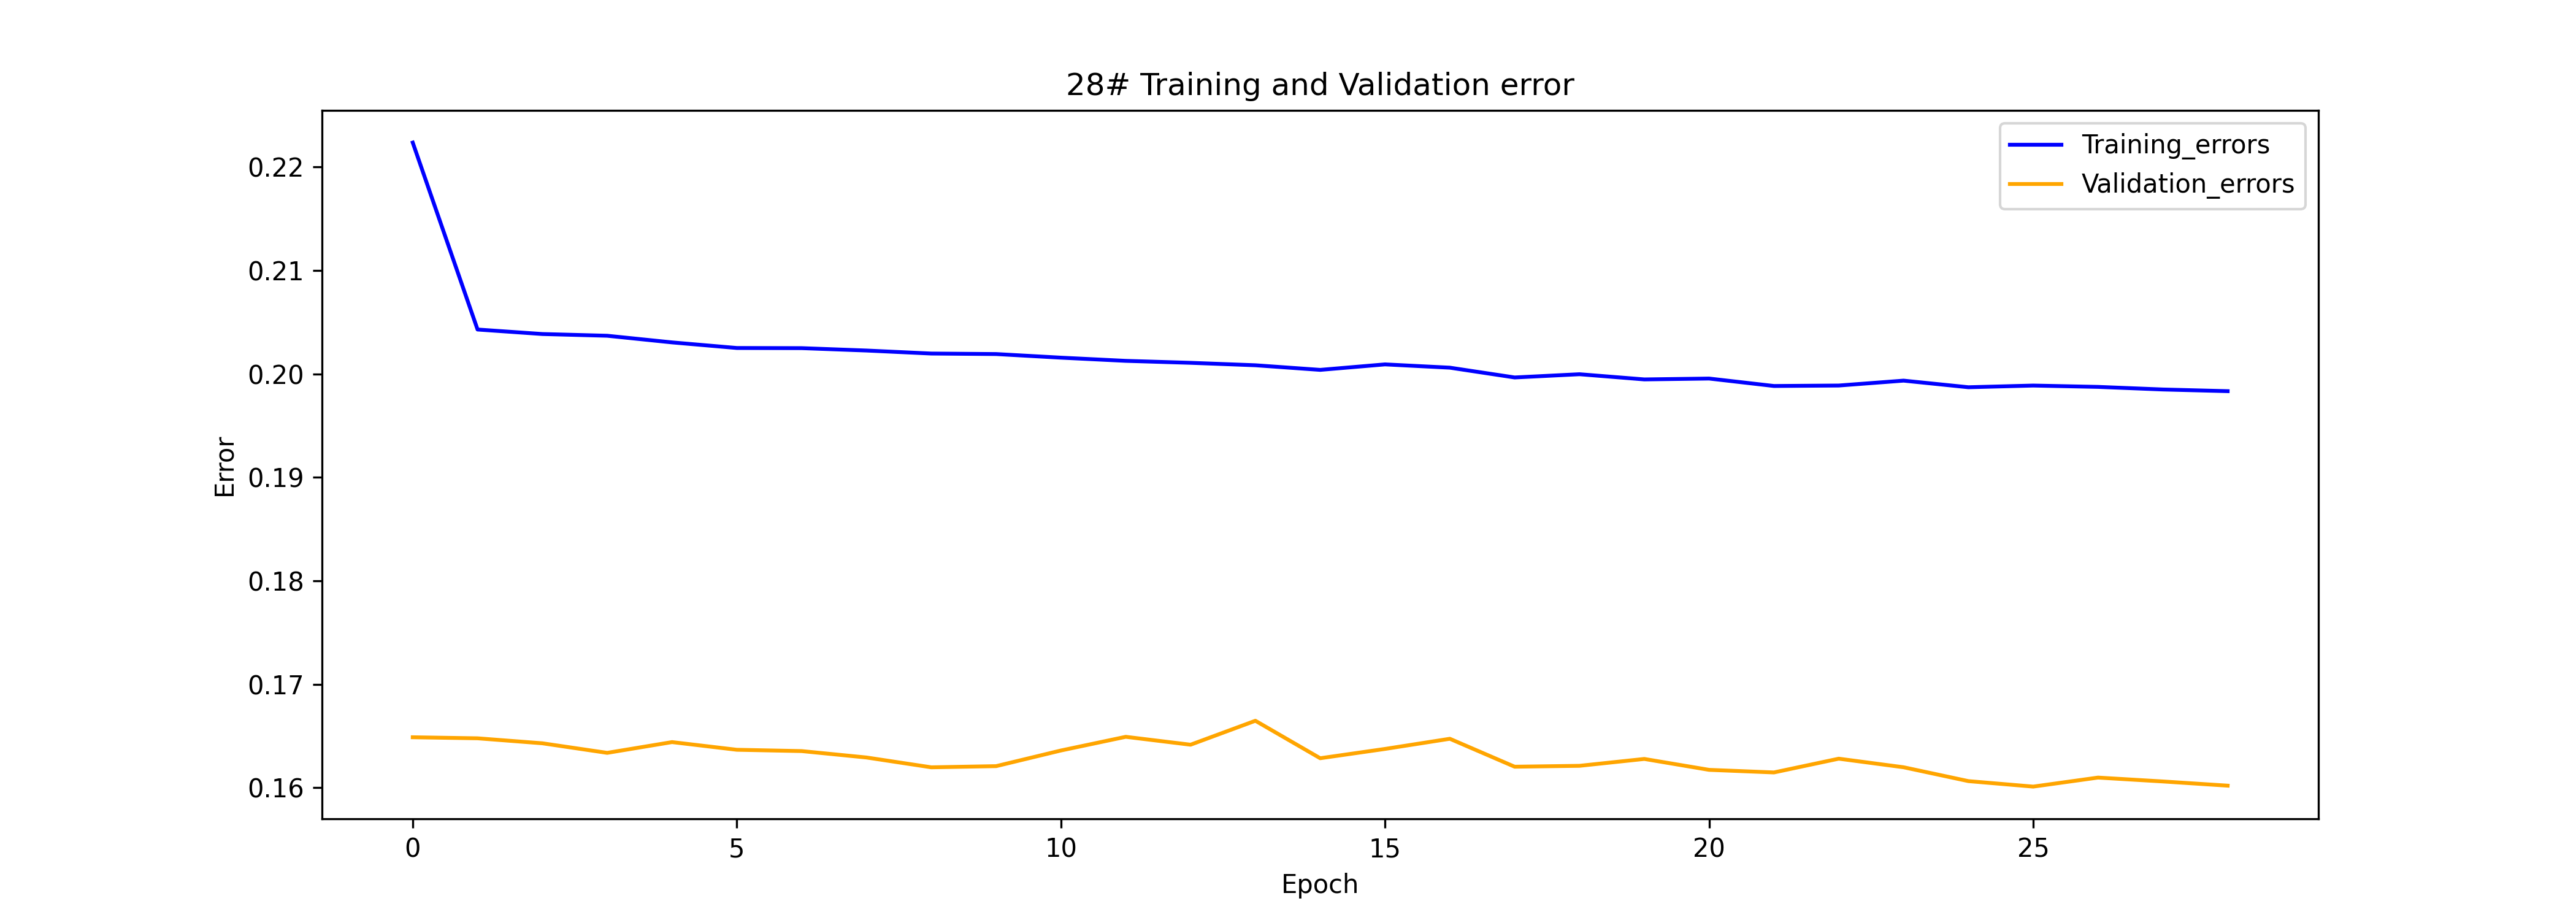 28# Training and Validation error
Training_errors
Validation_errors
0.22
0.21
0.20
0.19
0.18
0.17
0.16
Error
0 5 10 15 20 25
Epoch